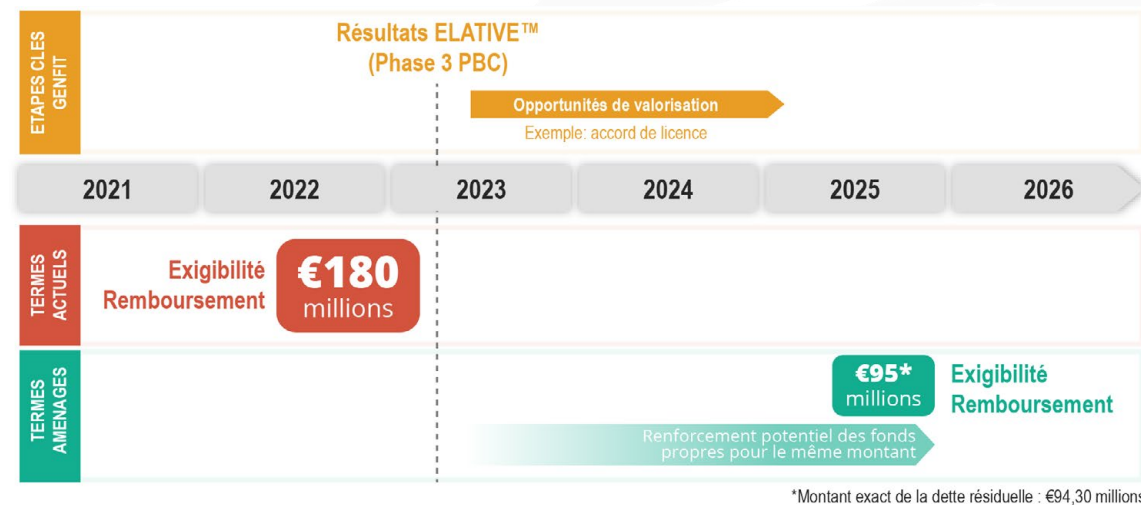 ETAPES CLES
GENFIT
Résultats ELATIVE™
(Phase 3 PBC)
Opportunités de valorisation
Exemple: accord de licence
2021
2022
2023
2024
2025
2026
TERMES
ACTUELS
Exigibilité
Remboursement
€180
millions
TERMES
AMENAGES
€95*
millions
Exigibilité
Remboursement
Renforcement potentiel des fonds
propres pour le même montant
*Montant exact de la dette résiduelle : €94,30 millions